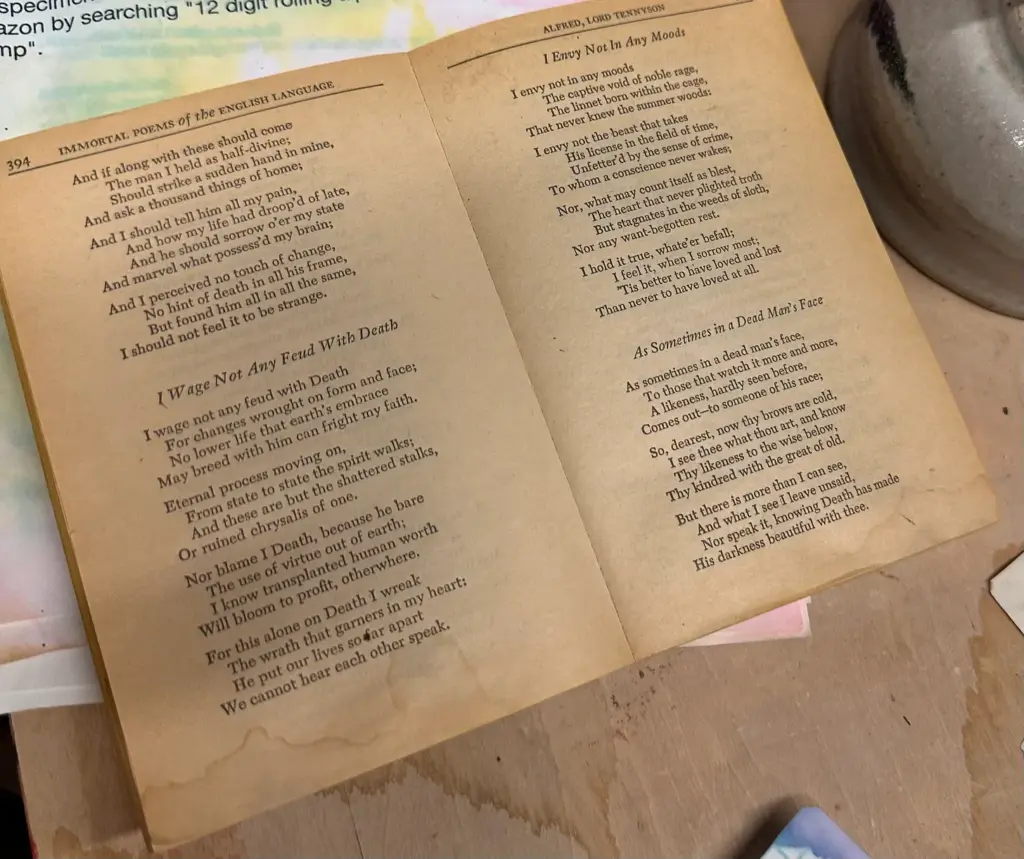 azon by searching "12 digit rolling
mp".
394 IMMORTAL POEMS of the ENGLISH LANGUAGE
And if along with these should come
The man I held as half-divine;
Should strike a sudden hand in mine,
And ask a thousand things of home;
And I should tell him all my pain,
And how my life had droop'd of late,
And he should sorrow o'er my state
And marvel what possess'd my brain;
And I perceived no touch of change,
No hint of death in all his frame,
But found him all in all the same,
I should not feel it to be strange.
I Wage Not Any Feud With Death
I wage not any feud with Death
For changes wrought on form and face;
No lower life that earth's embrace
May breed with him can fright my faith.
Eternal process moving on,
From state to state the spirit walks;
And these are but the shattered stalks,
Or ruined chrysalis of one.
Nor blame I Death, because he bare
The use of virtue out of earth;
I know transplanted human worth
Will bloom to profit, otherwhere.
For this alone on Death I wreak
The wrath that garners in my heart:
He put our lives so far apart
We cannot hear each other speak.
ALFRED, LORD TENNYSON
I Envy Not In Any Moods
I envy not in any moods
The captive void of noble rage,
The linnet born within the cage,
That never knew the summer woods:
I envy not the beast that takes
His license in the field of time,
Unfetter'd by the sense of crime,
To whom a conscience never wakes;
Nor, what may count itself as blest,
The heart that never plighted troth
But stagnates in the weeds of sloth,
Nor any want-begotten rest.
I hold it true, whate'er befall;
I feel it, when I sorrow most;
'Tis better to have loved and lost
Than never to have loved at all.
As Sometimes in a Dead Man's Face
As sometimes in a dead man's face,
To those that watch it more and more,
A likeness, hardly seen before,
Comes out—to someone of his race;
So, dearest, now thy brows are cold,
I see thee what thou art, and know
Thy likeness to the wise below,
Thy kindred with the great of old.
But there is more than I can see,
And what I see I leave unsaid,
Nor speak it, knowing Death has made
His darkness beautiful with thee.